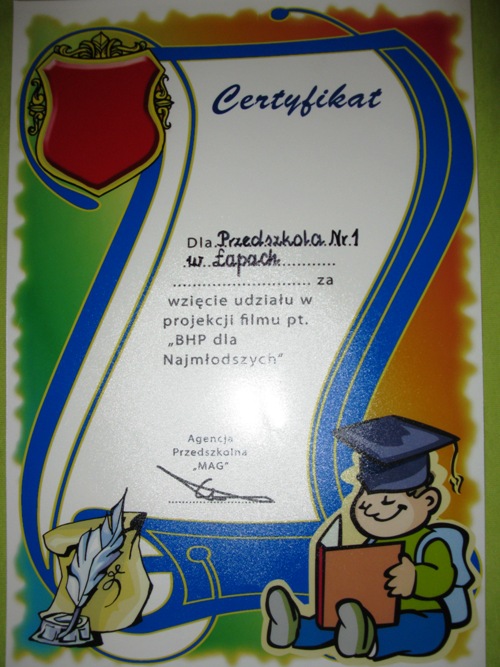 Certyfikat
Dla Przedszkola Nr.1
w Łapach
za
wzięcie udziału w
projekcji filmu pt.
„BHP dla
Najmłodszych"
Agencja
Przedszkolna
„MAG"